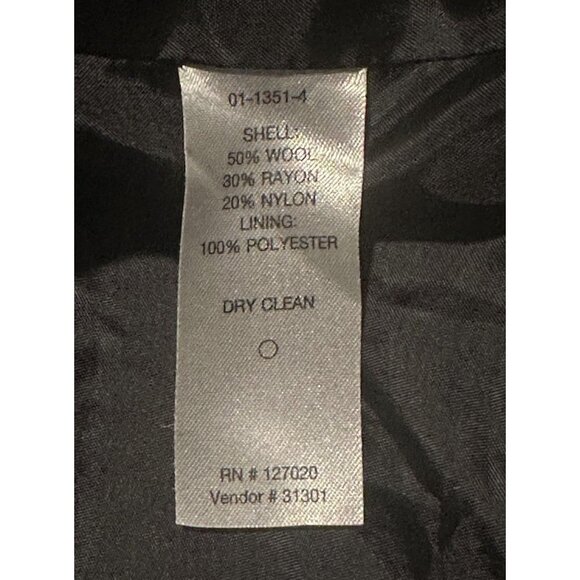 01-1351-4
SHELL:
50% WOOL
30% RAYON
20% NYLON
LINING:
100% POLYESTER
DRY CLEAN
RN # 127020
Vendor # 31301